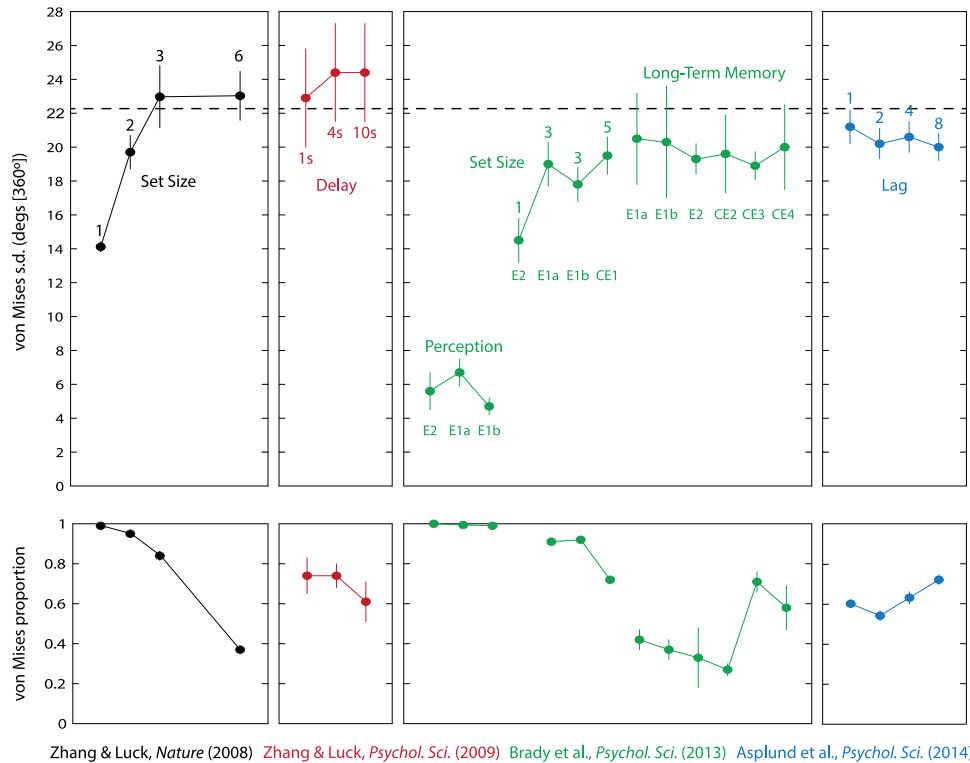 von Mises s.d. (degs [360º])
28
26
24
22
20
18
16
14
12
10
8
6
4
2
0
1
2
3
6
Set Size
1s
4s
10s
Delay
Long-Term Memory
Set Size
1
3
3
5
E2
E1a
E1b
CE1
E1a
E1b
E2
CE2
CE3
CE4
Perception
E2
E1a
E1b
1
2
4
8
Lag
von Mises proportion
1
0.8
0.6
0.4
0.2
0
Zhang & Luck, Nature (2008)
Zhang & Luck, Psychol. Sci. (2009)
Brady et al., Psychol. Sci. (2013)
Asplund et al., Psychol. Sci. (2014)